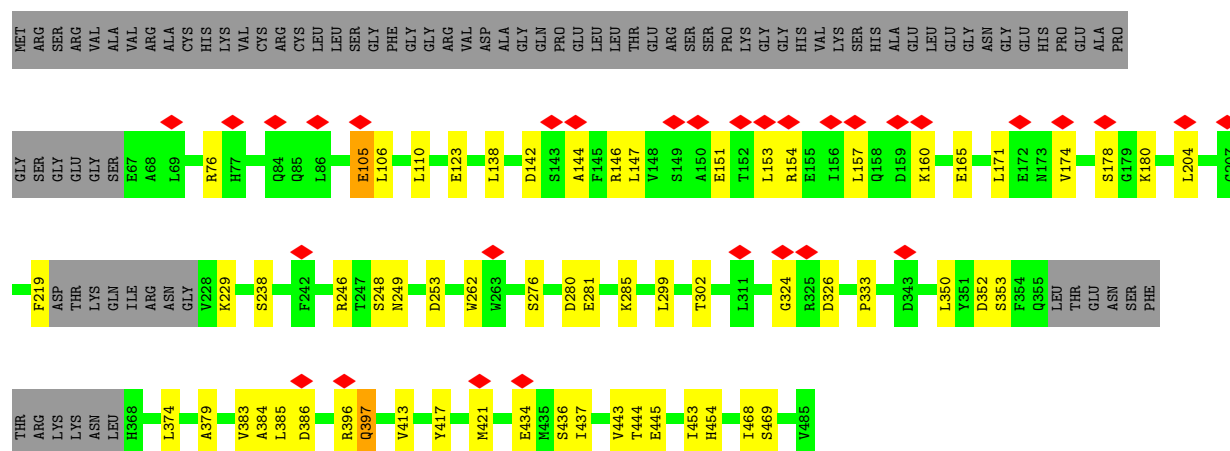 MET ARG SER ARG VAL ALA VAL ARG ALA CYS HIS LYS VAL CYS ARG CYS LEU LEU SER GLY PHE GLY GLY ARG VAL ASP ALA GLY GLN PRO GLU LEU LEU THR GLU ARG SER SER PRO LYS GLY GLY HIS VAL LYS SER HIS ALA GLU LEU GLU GLY ASN GLY GLU HIS PRO GLU ALA PRO
GLY SER GLY GLU GLY SER E67 A68 L69 R76 H77 Q84 Q85 L86 E105 L106 L110 E123 L138 D142 S143 A144 F145 R146 L147 V148 S149 A150 E151 T152 L153 R154 E155 I156 L157 Q158 D159 K160 E165 L171 E172 N173 V174 S178 G179 K180 L204
F219 ASP THR LYS GLN ILE ARG ASN GLY V228 K229 S238 F242 R246 T247 S248 N249 D253 W262 W263 S276 D280 E281 K285 L299 T302 L311 G324 R325 D326 P333 D343 L350 Y351 D352 S353 F354 Q355 LEU THR GLU ASN SER PHE
THR ARG LYS LYS ASN LEU H368 L374 A379 V383 A384 L385 D386 R396 Q397 V413 Y417 M421 E434 M435 S436 I437 V443 T444 E445 I453 H454 I468 S469 V485